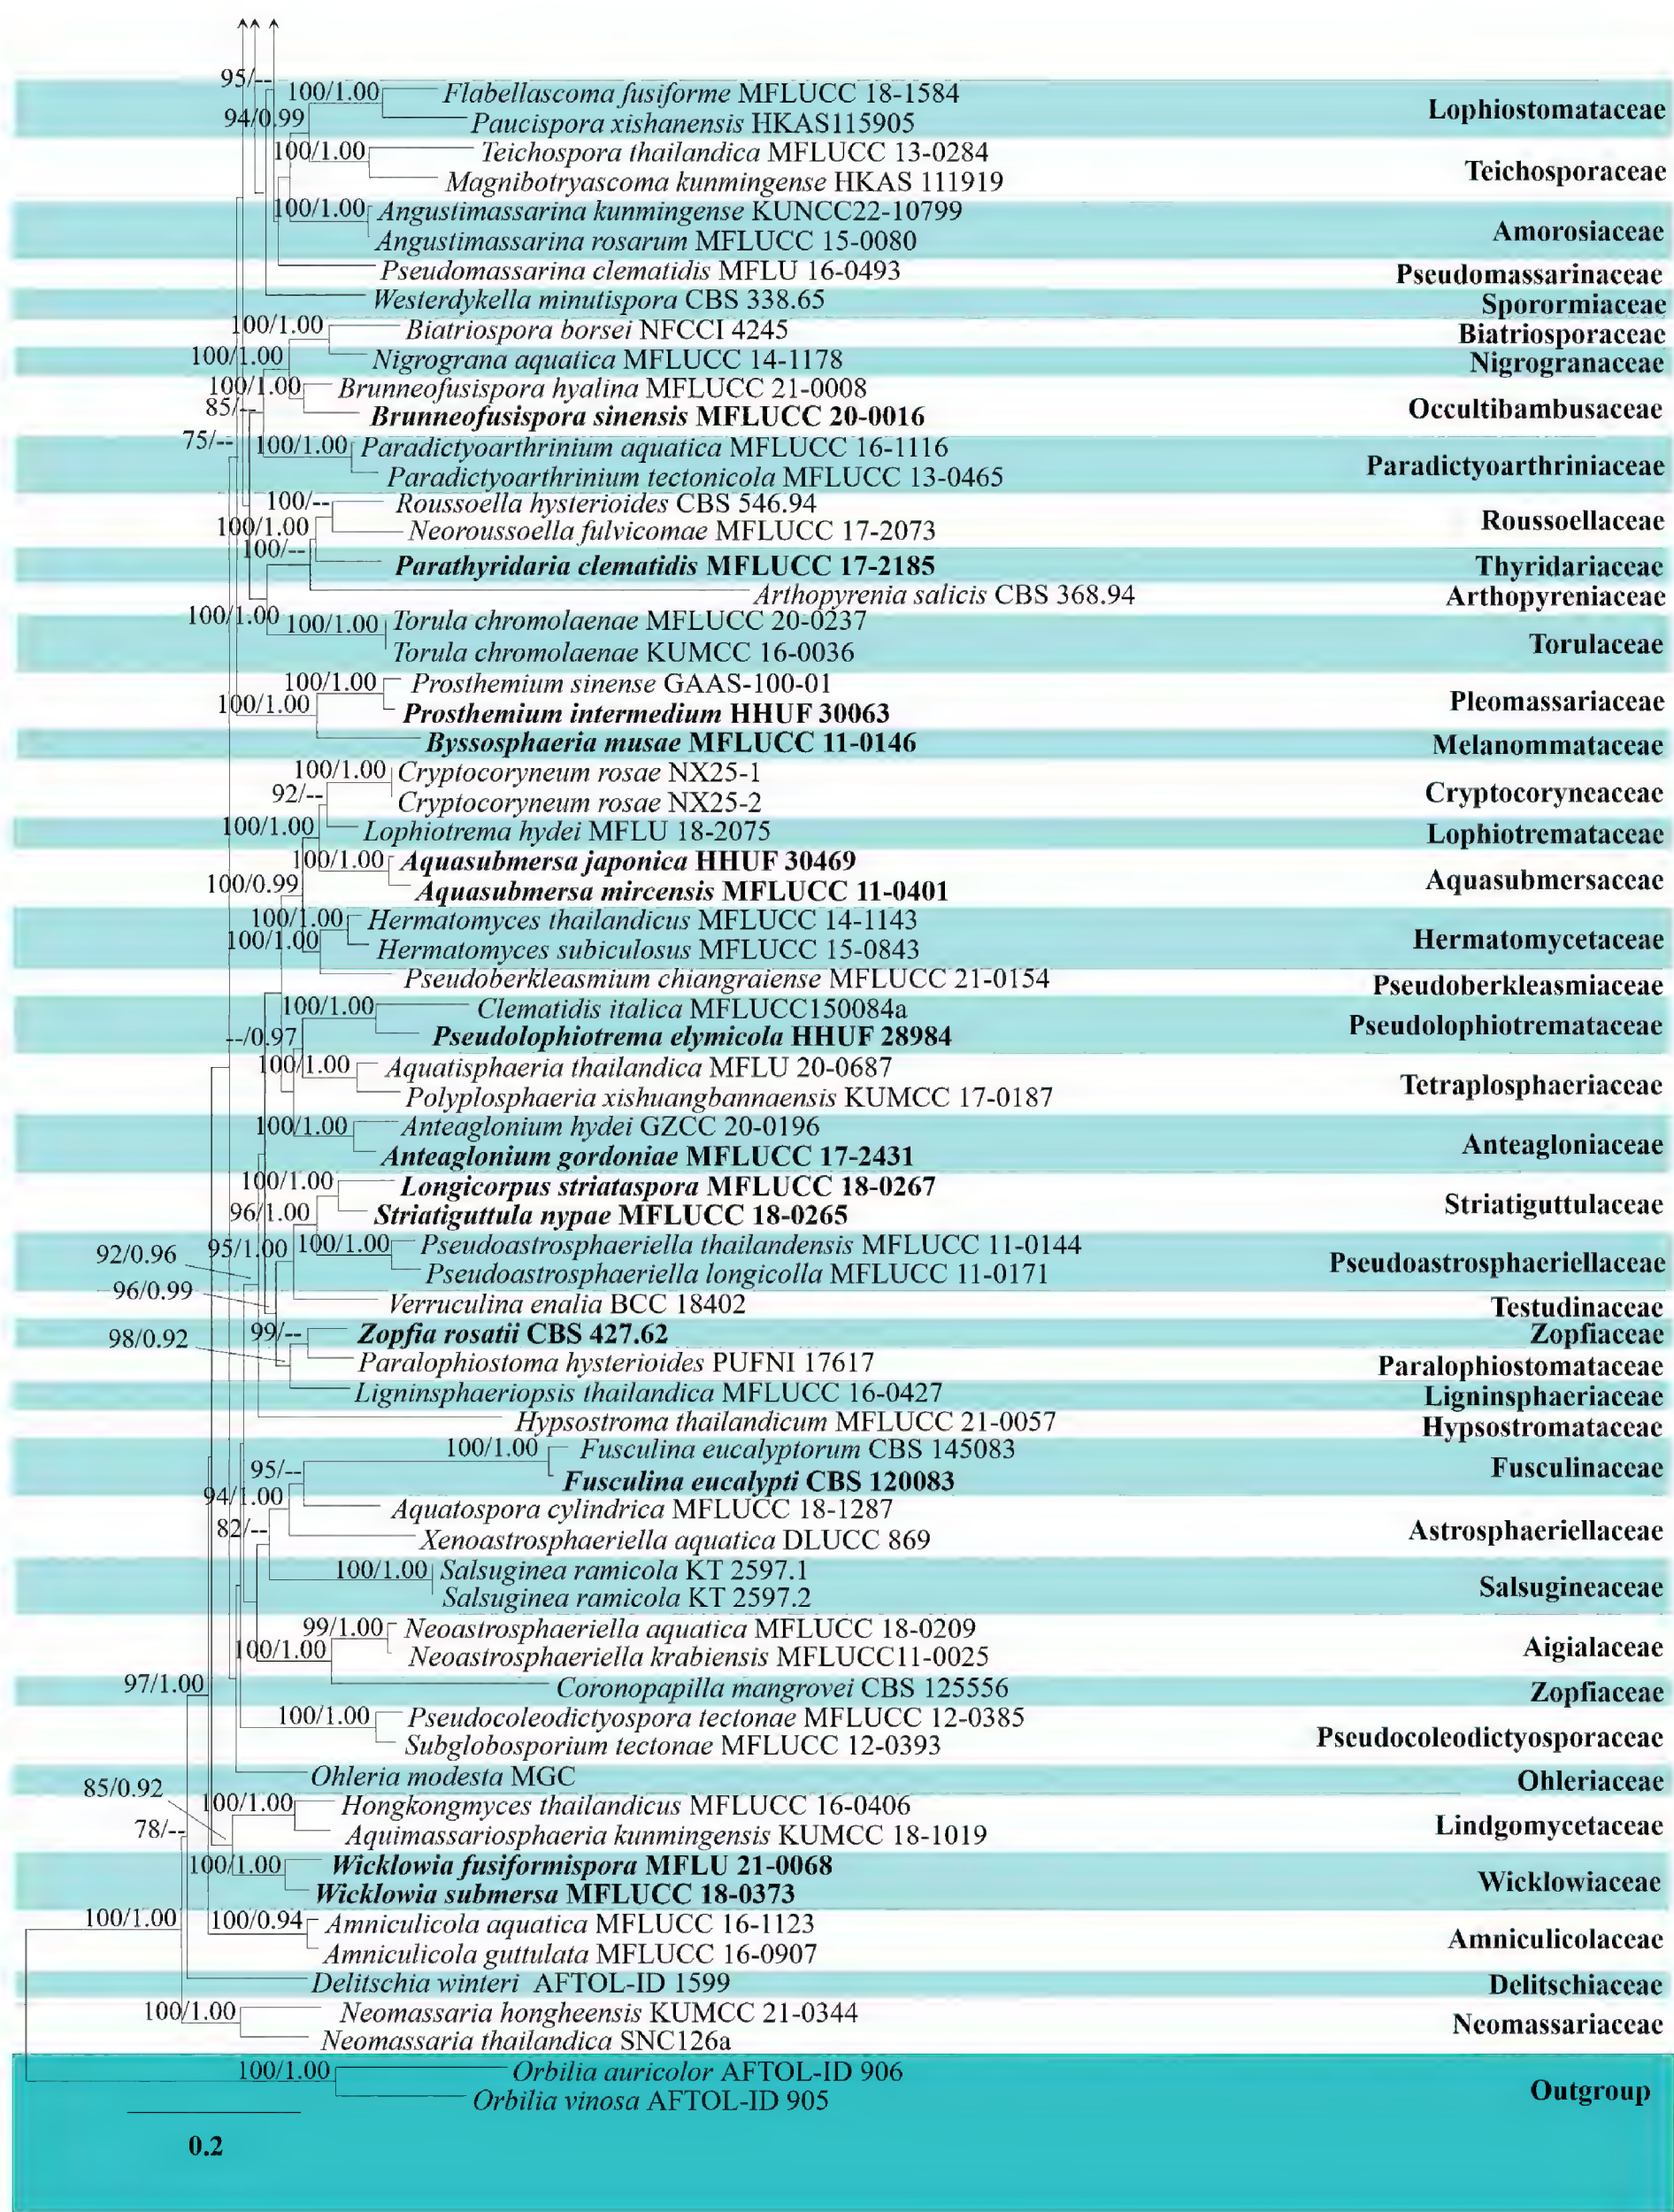 95/--
100/1.00 Flabellascoma fusiforme MFLUCC 18-1584
94/0.99 Paucispora xishanensis HKAS115905 Lophiostomataceae
100/1.00 Teichospora thailandica MFLUCC 13-0284
Magnibotryascoma kunmingense HKAS 111919 Teichosporaceae
100/1.00 Angustimassarina kunmingense KUNCC22-10799
Angustimassarina rosarum MFLUCC 15-0080 Amorosiaceae
Pseudomassarina clematidis MFLU 16-0493 Pseudomassarinaceae
Westerdykella minutispora CBS 338.65 Sporormiaceae
100/1.00 Biatriospora borsei NFCCI 4245 Biatriosporaceae
100/1.00 Nigrograna aquatica MFLUCC 14-1178 Nigrogranaceae
100/1.00 Brunneofusispora hyalina MFLUCC 21-0008
85/-- Brunneofusispora sinensis MFLUCC 20-0016 Occultibambusaceae
75/-- 100/1.00 Paradictyoarthrinium aquatica MFLUCC 16-1116
Paradictyoarthrinium tectonicola MFLUCC 13-0465 Paradictyoarthriniaceae
100/-- Roussoella hysterioides CBS 546.94
100/1.00 Neoroussoella fulvicomae MFLUCC 17-2073 Roussoellaceae
100/-- Parathyridaria clematidis MFLUCC 17-2185 Thyridariaceae
Arthopyrenia salicis CBS 368.94 Arthopyreniaceae
100/1.00 100/1.00 Torula chromolaenae MFLUCC 20-0237
Torula chromolaenae KUMCC 16-0036 Torulaceae
100/1.00 Prosthemium sinense GAAS-100-01
100/1.00 Prosthemium intermedium HHUF 30063 Pleomassariaceae
Byssosphaeria musae MFLUCC 11-0146 Melanommataceae
100/1.00 Cryptocoryneum rosae NX25-1
92/-- Cryptocoryneum rosae NX25-2 Cryptocoryneaceae
100/1.00 Lophiotrema hydei MFLU 18-2075 Lophiotremataceae
100/1.00 Aquasubmersa japonica HHUF 30469
100/0.99 Aquasubmersa mircensis MFLUCC 11-0401 Aquasubmersaceae
100/1.00 Hermatomyces thailandicus MFLUCC 14-1143
100/1.00 Hermatomyces subiculosus MFLUCC 15-0843 Hermatomycetaceae
Pseudoberkleasmium chiangraiense MFLUCC 21-0154 Pseudoberkleasmiaceae
100/1.00 Clematidis italica MFLUCC150084a
--/0.97 Pseudolophiotrema elymicola HHUF 28984 Pseudolophiotremataceae
100/1.00 Aquatisphaeria thailandica MFLU 20-0687
Polyplosphaeria xishuangbannaensis KUMCC 17-0187 Tetraplosphaeriaceae
100/1.00 Anteaglonium hydei GZCC 20-0196
Anteaglonium gordoniae MFLUCC 17-2431 Anteagloniaceae
100/1.00 Longicorpus striataspora MFLUCC 18-0267
96/1.00 Striatiguttula nypae MFLUCC 18-0265 Striatiguttulaceae
92/0.96 95/1.00 100/1.00 Pseudoastrosphaeriella thailandensis MFLUCC 11-0144
Pseudoastrosphaeriella longicolla MFLUCC 11-0171 Pseudoastrosphaeriellaceae
96/0.99 Verruculina enalia BCC 18402 Testudinaceae
98/0.92 99/-- Zopfia rosatii CBS 427.62 Zopfiaceae
Paralophiostoma hysterioides PUFNI 17617 Paralophiostomataceae
Ligninsphaeriopsis thailandica MFLUCC 16-0427 Ligninsphaeriaceae
Hypsostroma thailandicum MFLUCC 21-0057 Hypsostromataceae
100/1.00 Fusculina eucalyptorum CBS 145083
95/-- Fusculina eucalypti CBS 120083 Fusculinaceae
94/1.00 Aquatospora cylindrica MFLUCC 18-1287
82/-- Xenoastrosphaeriella aquatica DLUCC 869 Astrosphaeriellaceae
100/1.00 Salsuginea ramicola KT 2597.1
Salsuginea ramicola KT 2597.2 Salsugineaceae
99/1.00 Neoastrosphaeriella aquatica MFLUCC 18-0209
100/1.00 Neoastrosphaeriella krabiensis MFLUCC11-0025 Aigialaceae
97/1.00 Coronopapilla mangrovei CBS 125556 Zopfiaceae
100/1.00 Pseudocoleodictyospora tectonae MFLUCC 12-0385
Subglobosporium tectonae MFLUCC 12-0393 Pseudocoleodictyosporaceae
Ohleria modesta MGC Ohleriaceae
85/0.92 100/1.00 Hongkongmyces thailandicus MFLUCC 16-0406
78/-- Aquimassariosphaeria kunmingensis KUMCC 18-1019 Lindgomycetaceae
100/1.00 Wicklowia fusiformispora MFLU 21-0068
Wicklowia submersa MFLUCC 18-0373 Wicklowiaceae
100/1.00 100/0.94 Amniculicola aquatica MFLUCC 16-1123
Amniculicola guttulata MFLUCC 16-0907 Amniculicolaceae
Delitschia winteri AFTOL-ID 1599 Delitschiaceae
100/1.00 Neomassaria hongheensis KUMCC 21-0344
Neomassaria thailandica SNC126a Neomassariaceae
100/1.00 Orbilia auricolor AFTOL-ID 906
Orbilia vinosa AFTOL-ID 905 Outgroup
0.2